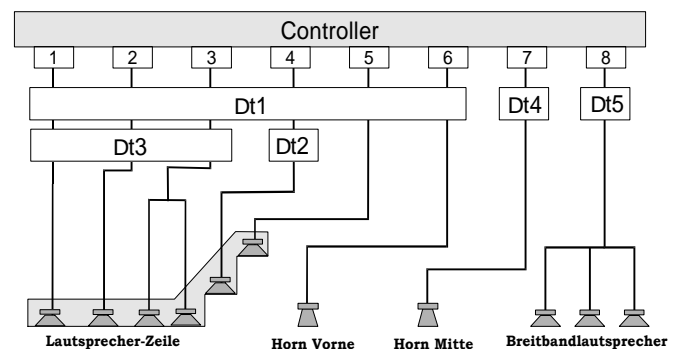 Controller
1 2 3 4 5 6 7 8
Dt1 Dt4 Dt5
Dt3 Dt2
Lautsprecher-Zeile Horn Vorne Horn Mitte Breitbandlautsprecher